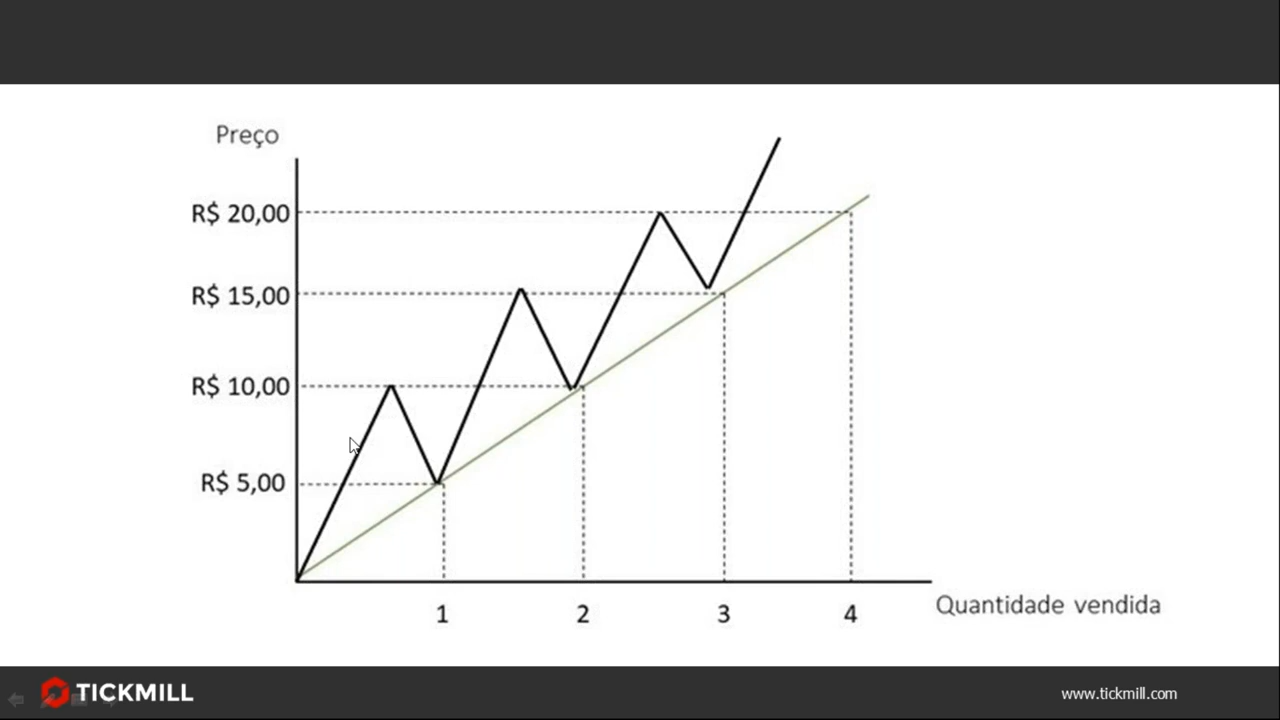 Preço
R$ 20,00
R$ 15,00
R$ 10,00
R$ 5,00
1 2 3 4
Quantidade vendida
TICKMILL
www.tickmill.com